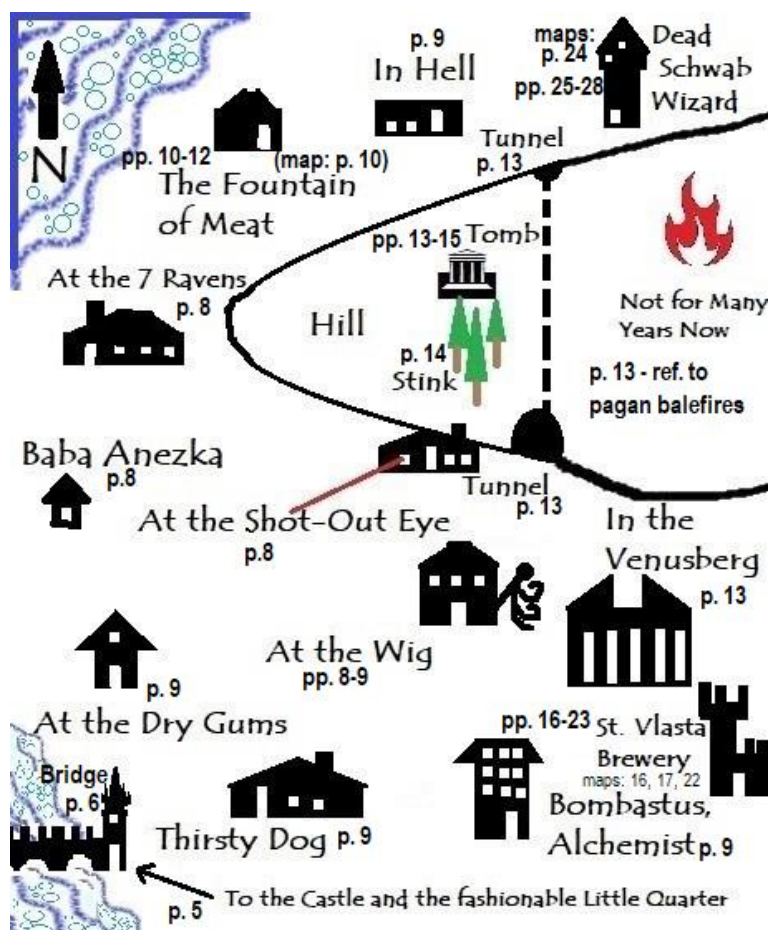 p. 9
In Hell
maps:
p. 24
pp. 25-28
Dead
Schwab
Wizard
N
pp. 10-12
(map: p. 10)
The Fountain
of Meat
Tunnel
p. 13
pp. 13-15 Tomb
At the 7 Ravens
p. 8
Hill
p. 14
Stink
Not for Many
Years Now
p. 13 - ref. to
pagan balefires
Baba Anezka
p.8
At the Shot-Out Eye
p.8
Tunnel
p. 13
In the
Venusberg
p. 13
At the Wig
pp. 8-9
p. 9
At the Dry Gums
pp. 16-23 St. Vlasta
Brewery
maps: 16, 17, 22
Bridge
p. 6
Thirsty Dog p. 9
Bombastus,
Alchemist p. 9
p. 5
To the Castle and the fashionable Little Quarter